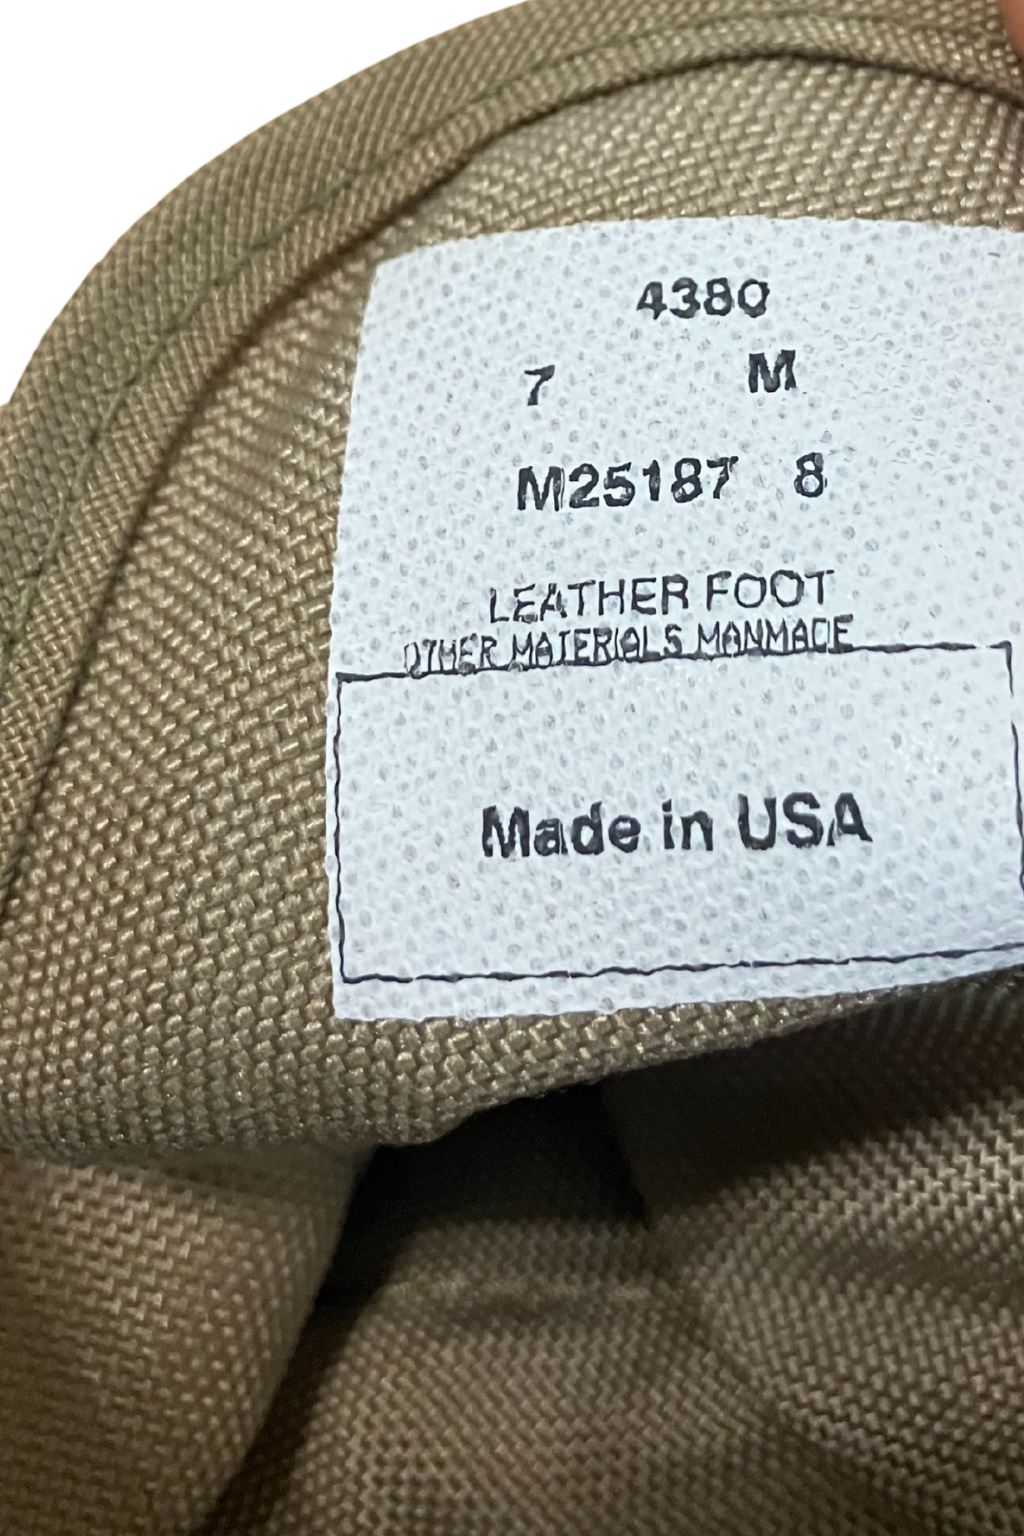 4380
7 M
M25187 8
LEATHER FOOT
OTHER MATERIALS MANMADE
Made in USA